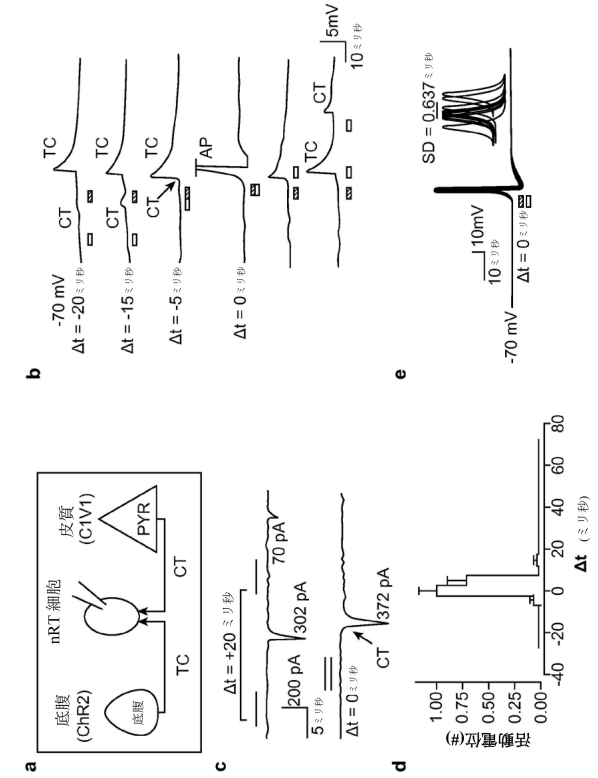 a
底腹
(ChR2)
nRT 細胞
皮質
(C1V1)
底腹
PYR
TC
CT
b
-70 mV
Δt = -20ミリ秒
CT
TC
Δt = -15ミリ秒
CT
TC
Δt = -5ミリ秒
CT
TC
Δt = 0ミリ秒
AP
TC
CT
5mV
10ミリ秒
c
Δt = +20 ミリ秒
302 pA
70 pA
200 pA
5ミリ秒
Δt = 0ミリ秒
372 pA
CT
d
活動電位(#)
1.00
0.75
0.50
0.25
0.00
-40
-20
0
20
40
60
80
Δt (ミリ秒)
e
SD = 0.637ミリ秒
10mV
10ミリ秒
-70 mV
Δt = 0ミリ秒